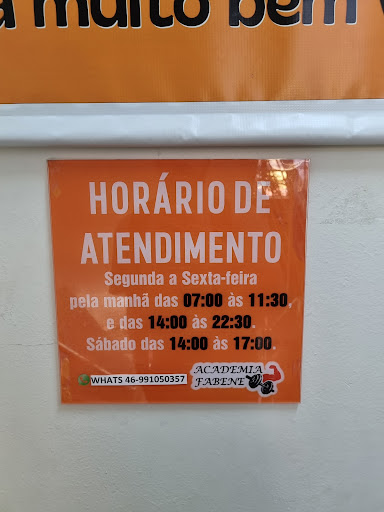 a muito bem v
HORÁRIO DE
ATENDIMENTO
Segunda a Sexta-feira
pela manhã das 07:00 às 11:30,
e das 14:00 às 22:30.
Sábado das 14:00 às 17:00.
WHATS 46-991050357
ACADEMIA
FABENE